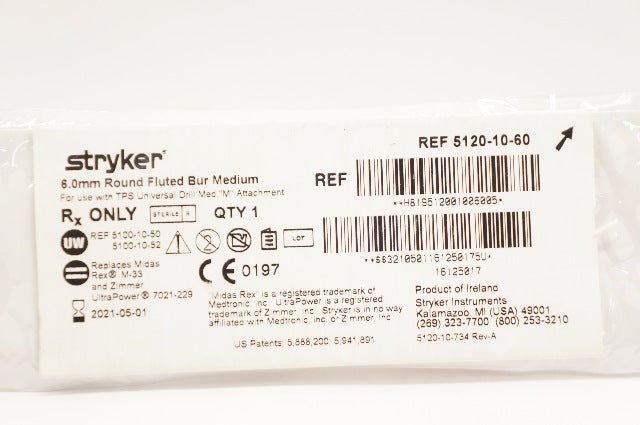 stryker
REF 5120-10-60
6.0mm Round Fluted Bur Medium
For use with TPS Universal Drill Med."M" Attachment
REF
**H819512001006005*
Rx ONLY
STERILE R
QTY 1
UW
REF 5100-10-50
5100-10-52
LOT
**$$3210501161250175U*
16125017
Replaces Midas
Rex® M-33
and Zimmer
UltraPower® 7021-229
CE 0197
2021-05-01
"Midas Rex" is a registered trademark of
Medtronic, Inc. UltraPower is a registered
trademark of Zimmer, Inc. Stryker is in no way
affiliated with Medtronic, Inc. or Zimmer, Inc.
Product of Ireland
Stryker Instruments
Kalamazoo, MI (USA) 49001
(269) 323-7700 (800) 253-3210
US Patents: 5,888,200; 5,941,891
5120-10-734 Rev-A